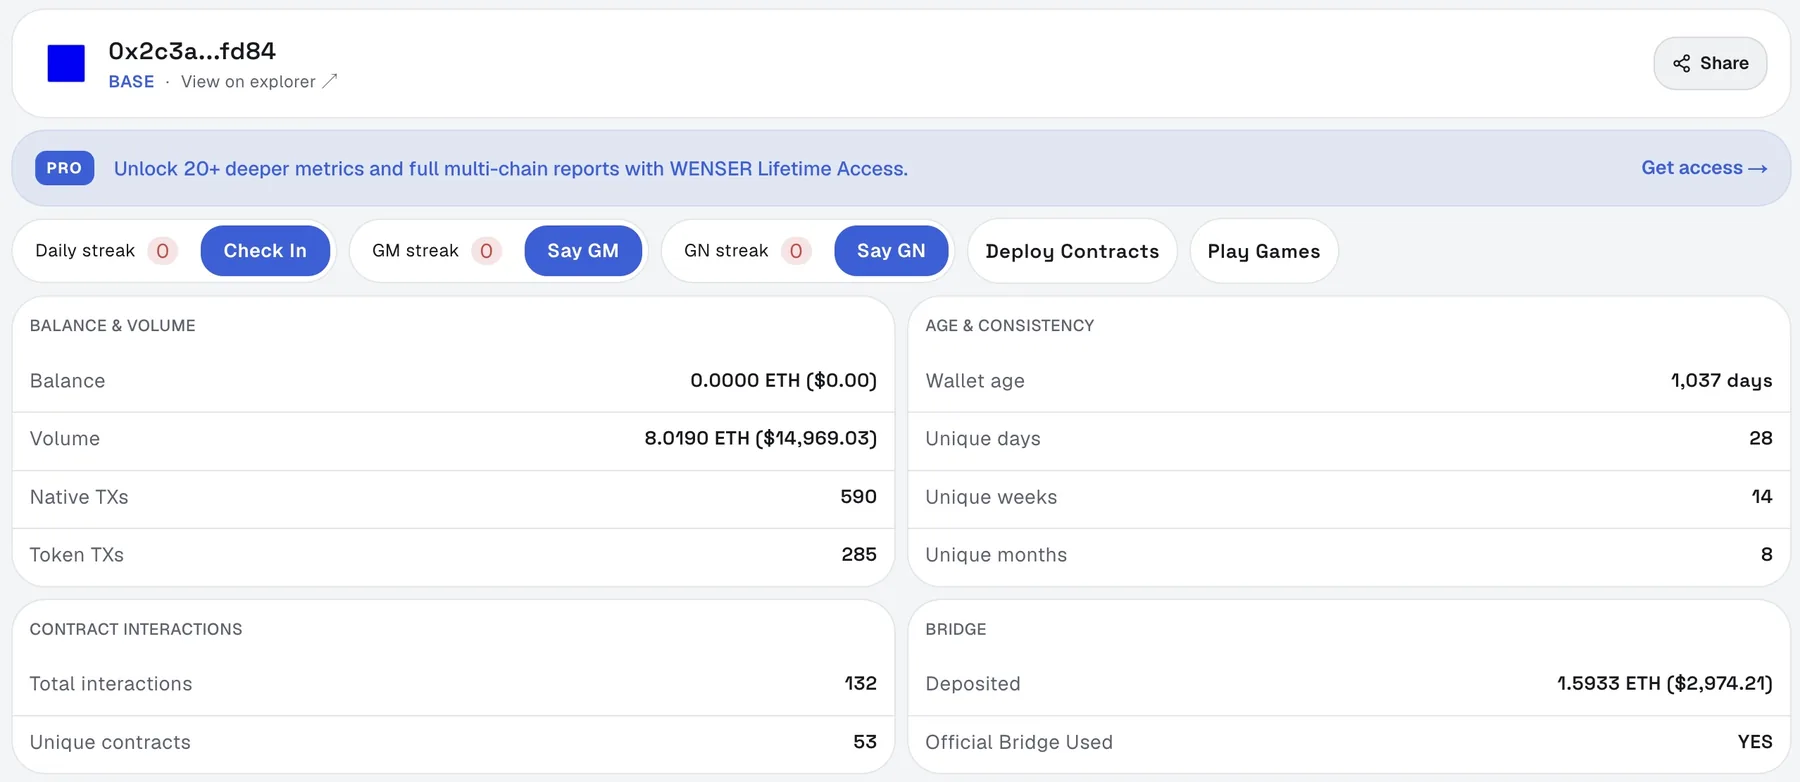 0x2c3a...fd84
BASE · View on explorer ↗
Share
PRO Unlock 20+ deeper metrics and full multi-chain reports with WENSER Lifetime Access. Get access →
Daily streak 0 Check In GM streak 0 Say GM GN streak 0 Say GN Deploy Contracts Play Games
BALANCE & VOLUME
Balance 0.0000 ETH ($0.00)
Volume 8.0190 ETH ($14,969.03)
Native TXs 590
Token TXs 285
AGE & CONSISTENCY
Wallet age 1,037 days
Unique days 28
Unique weeks 14
Unique months 8
CONTRACT INTERACTIONS
Total interactions 132
Unique contracts 53
BRIDGE
Deposited 1.5933 ETH ($2,974.21)
Official Bridge Used YES